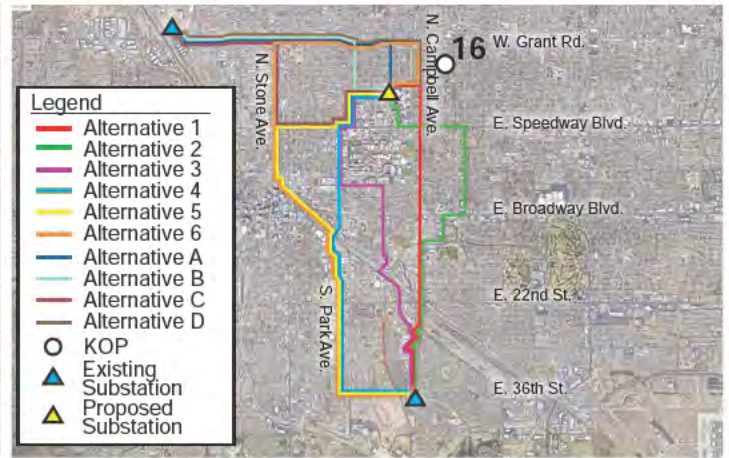 16
W. Grant Rd.
N. Campbell Ave.
N. Stone Ave.
E. Speedway Blvd.
E. Broadway Blvd.
E. 22nd St.
S. Park Ave.
E. 36th St.
Legend
Alternative 1
Alternative 2
Alternative 3
Alternative 4
Alternative 5
Alternative 6
Alternative A
Alternative B
Alternative C
Alternative D
KOP
Existing
Substation
Proposed
Substation